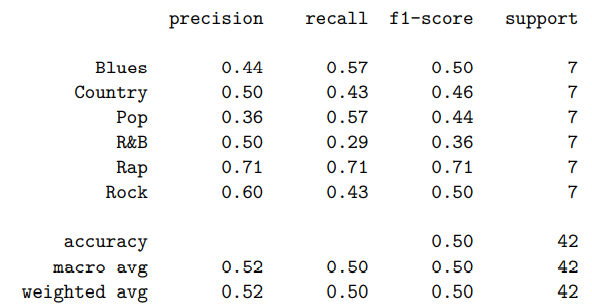 precision recall f1-score support
Blues 0.44 0.57 0.50 7
Country 0.50 0.43 0.46 7
Pop 0.36 0.57 0.44 7
R&B 0.50 0.29 0.36 7
Rap 0.71 0.71 0.71 7
Rock 0.60 0.43 0.50 7
accuracy 0.50 42
macro avg 0.52 0.50 0.50 42
weighted avg 0.52 0.50 0.50 42